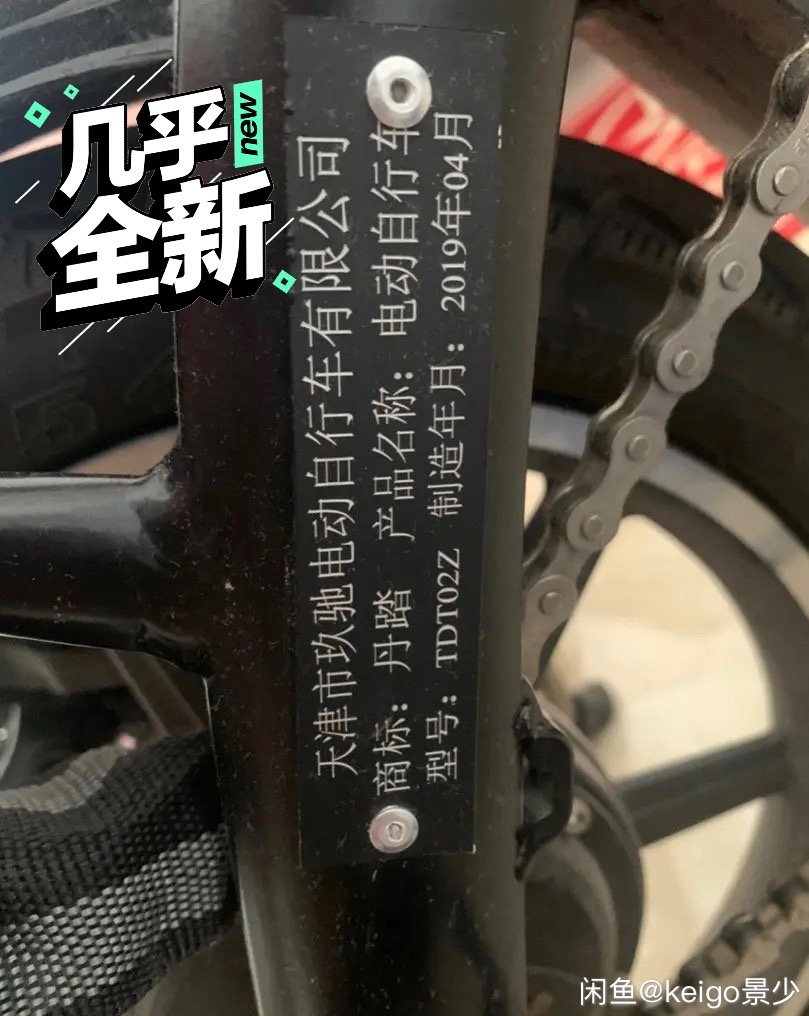 几乎
全新
new
天津市玖驰电动自行车有限公司
商标：丹踏 产品名称：电动自行车
型号：TDT02Z 制造年月：2019年04月
闲鱼@keigo景少